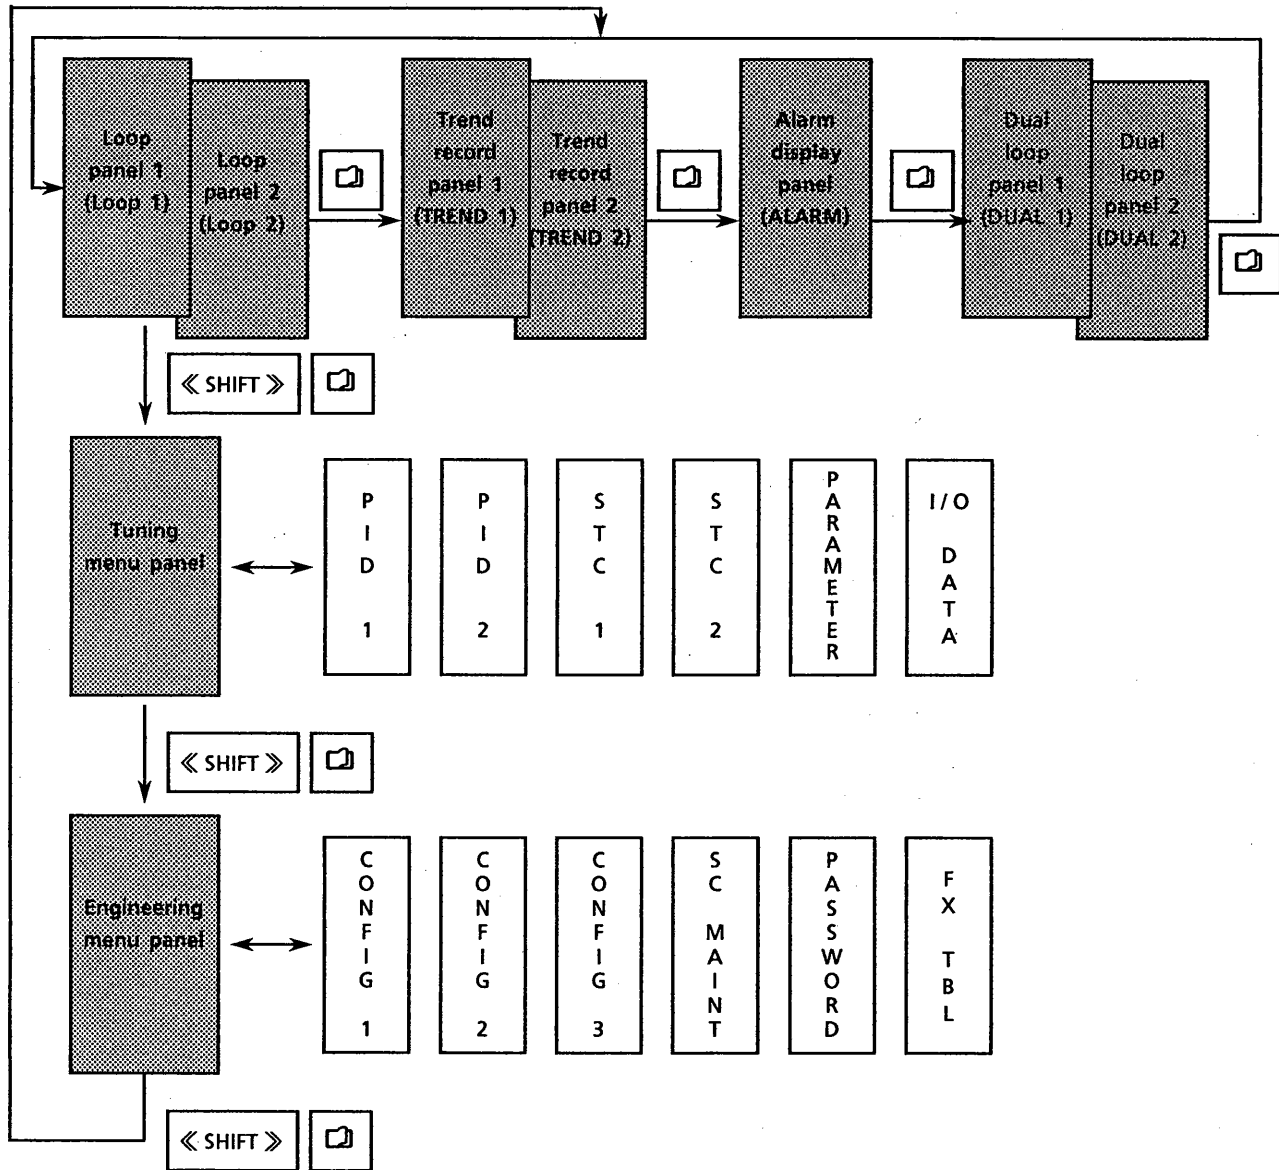 Loop
panel 1
(Loop 1)
Loop
panel 2
(Loop 2)
Trend
record
panel 1
(TREND 1)
Trend
record
panel 2
(TREND 2)
Alarm
display
panel
(ALARM)
Dual
loop
panel 1
(DUAL 1)
Dual
loop
panel 2
(DUAL 2)
≪ SHIFT ≫
Tuning
menu panel
PID 1
PID 2
STC 1
STC 2
PARAMETER
I/O DATA
≪ SHIFT ≫
Engineering
menu panel
CONFIG 1
CONFIG 2
CONFIG 3
SC MAINT
PASSWORD
FX TBL
≪ SHIFT ≫